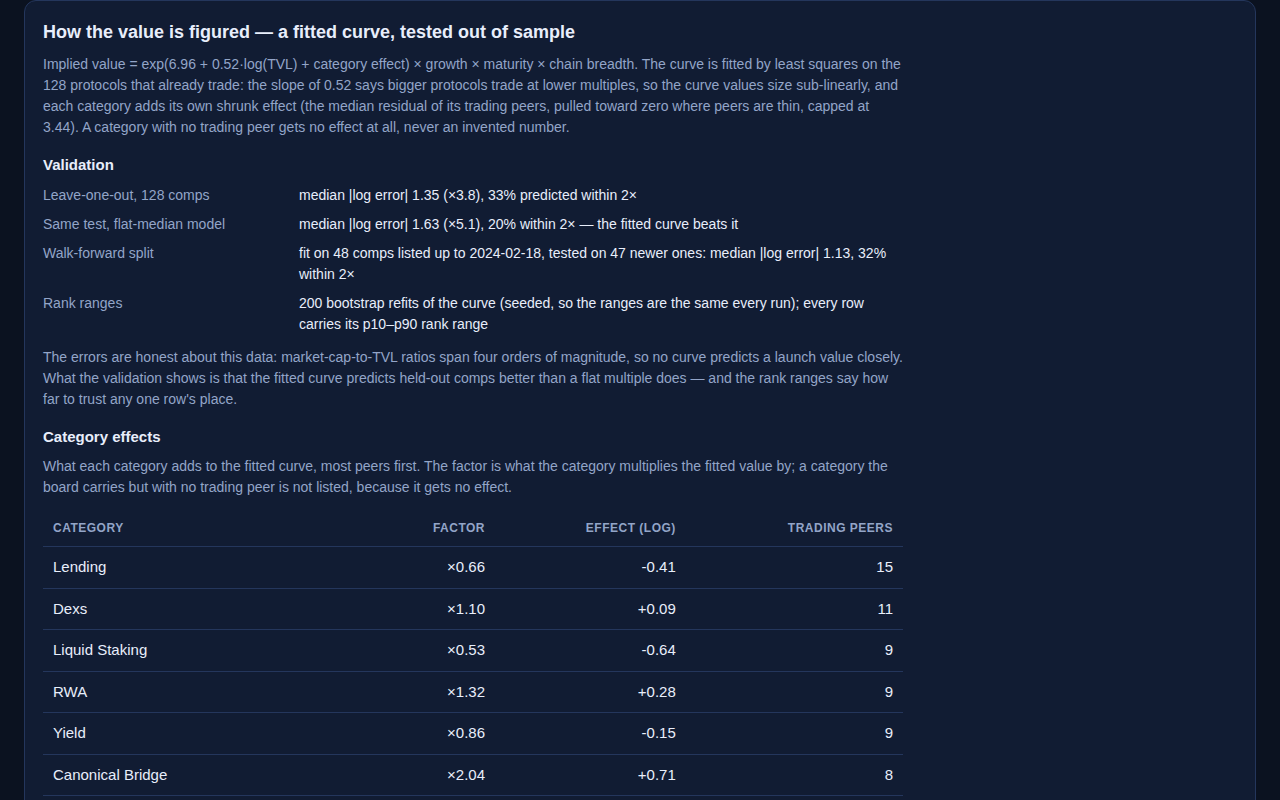 How the value is figured — a fitted curve, tested out of sample
Implied value = exp(6.96 + 0.52·log(TVL) + category effect) × growth × maturity × chain breadth. The curve is fitted by least squares on the
128 protocols that already trade: the slope of 0.52 says bigger protocols trade at lower multiples, so the curve values size sub-linearly, and
each category adds its own shrunk effect (the median residual of its trading peers, pulled toward zero where peers are thin, capped at
3.44). A category with no trading peer gets no effect at all, never an invented number.
Validation
Leave-one-out, 128 comps median |log error| 1.35 (×3.8), 33% predicted within 2×
Same test, flat-median model median |log error| 1.63 (×5.1), 20% within 2× — the fitted curve beats it
Walk-forward split fit on 48 comps listed up to 2024-02-18, tested on 47 newer ones: median |log error| 1.13, 32%
within 2×
Rank ranges 200 bootstrap refits of the curve (seeded, so the ranges are the same every run); every row
carries its p10–p90 rank range
The errors are honest about this data: market-cap-to-TVL ratios span four orders of magnitude, so no curve predicts a launch value closely.
What the validation shows is that the fitted curve predicts held-out comps better than a flat multiple does — and the rank ranges say how
far to trust any one row's place.
Category effects
What each category adds to the fitted curve, most peers first. The factor is what the category multiplies the fitted value by; a category the
board carries but with no trading peer is not listed, because it gets no effect.
CATEGORY FACTOR EFFECT (LOG) TRADING PEERS
Lending ×0.66 -0.41 15
Dexs ×1.10 +0.09 11
Liquid Staking ×0.53 -0.64 9
RWA ×1.32 +0.28 9
Yield ×0.86 -0.15 9
Canonical Bridge ×2.04 +0.71 8